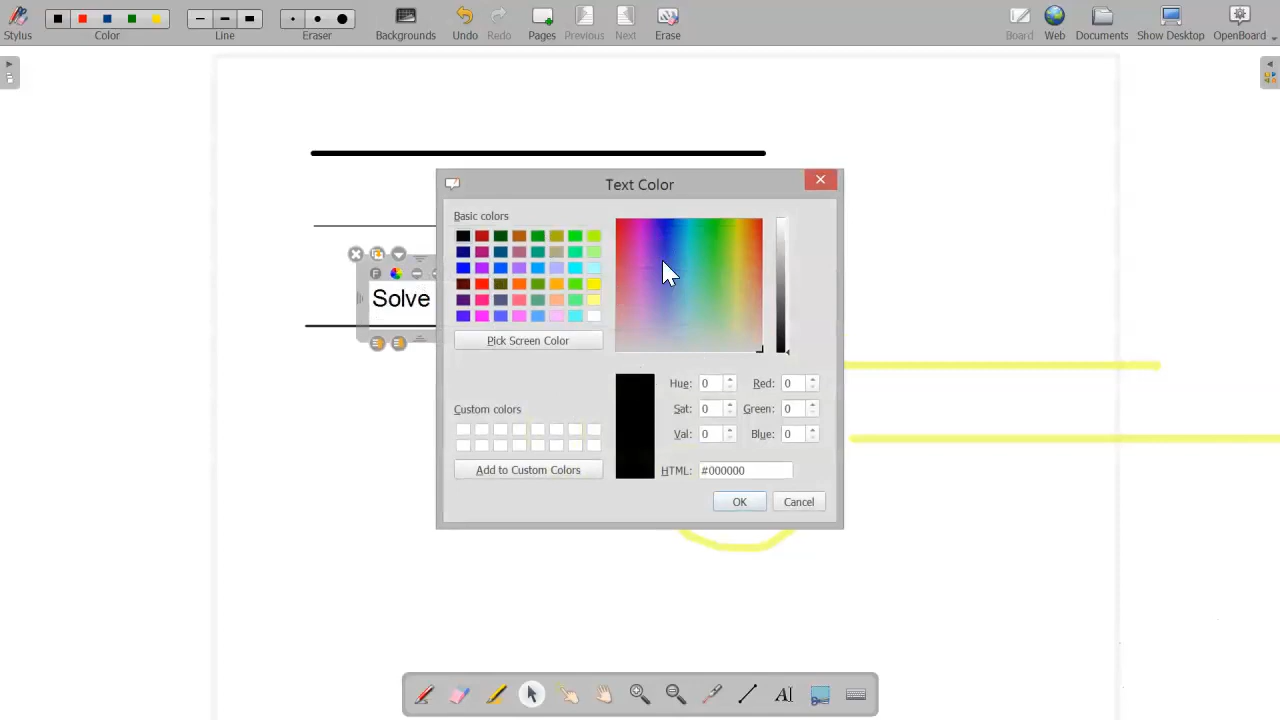 Stylus
Color
Line
Eraser
Backgrounds
Undo
Redo
Pages
Previous
Next
Erase
Board
Web
Documents
Show Desktop
OpenBoard
Text Color
Basic colors
Pick Screen Color
Custom colors
Add to Custom Colors
Hue: 0
Red: 0
Sat: 0
Green: 0
Val: 0
Blue: 0
HTML: #000000
OK
Cancel
F
Solve
AI